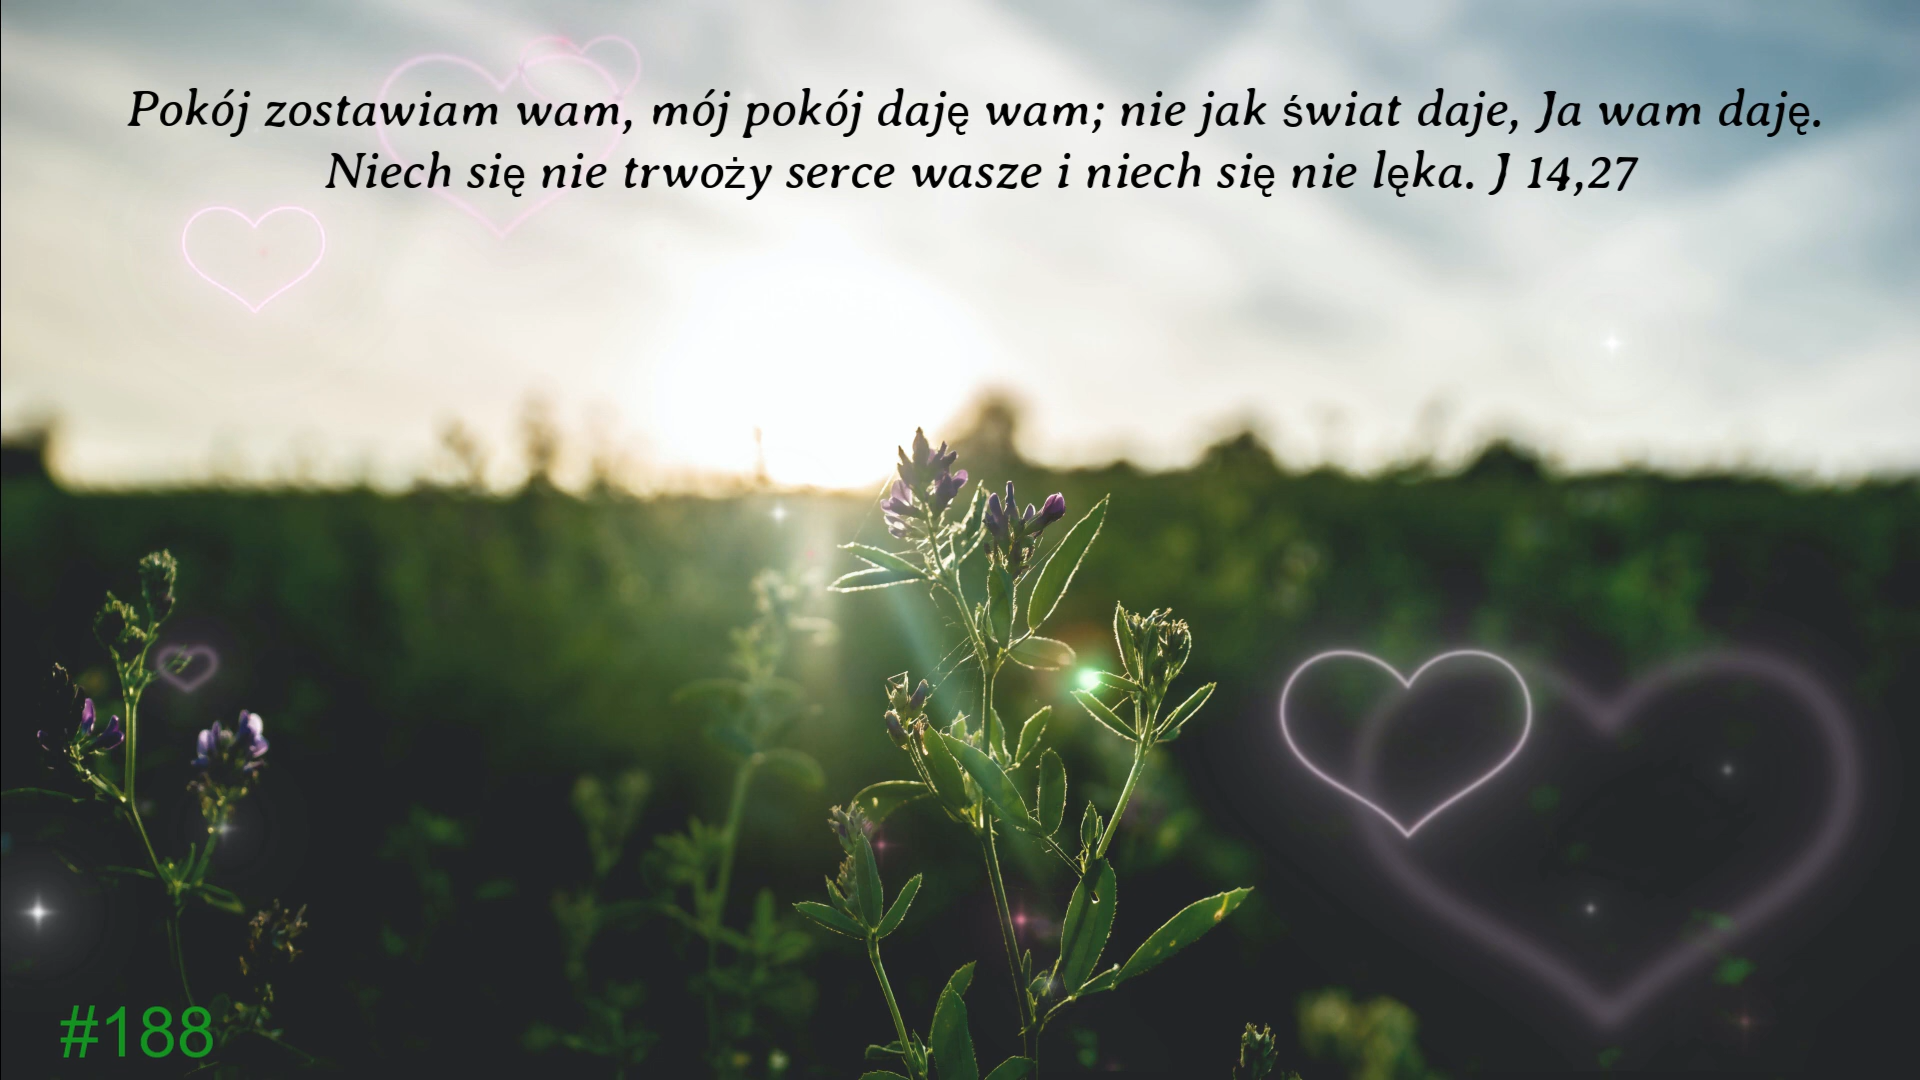 Pokój zostawiam wam, mój pokój daję wam; nie jak świat daje, Ja wam daję.
Niech się nie trwoży serce wasze i niech się nie lęka. J 14,27
#188